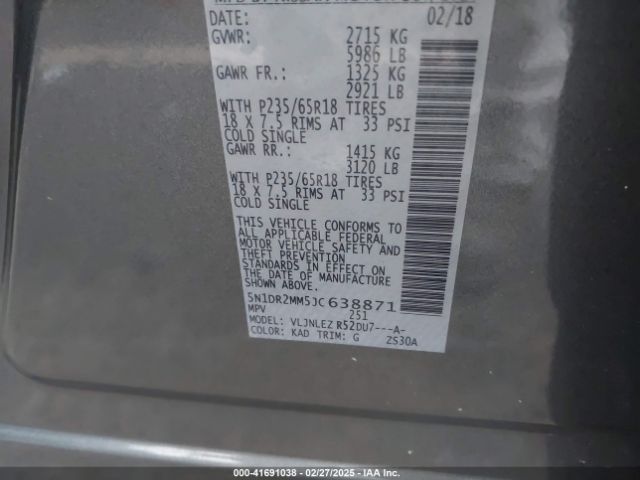 MFD BY NISSAN MOTOR
DATE: 02/18
GVWR: 2715 KG
5986 LB
GAWR FR.: 1325 KG
2921 LB
WITH P235/65R18 TIRES
18 X 7.5 RIMS AT 33 PSI
COLD SINGLE
GAWR RR.: 1415 KG
3120 LB
WITH P235/65R18 TIRES
18 X 7.5 RIMS AT 33 PSI
COLD SINGLE
THIS VEHICLE CONFORMS TO
ALL APPLICABLE FEDERAL
MOTOR VEHICLE SAFETY AND
THEFT PREVENTION
STANDARDS IN EFFECT ON
THE DATE OF MANUFACTURE
SHOWN ABOVE.
5N1DR2MM5JC638871
MPV 251
MODEL: VLJNLEZ R52DU7---A-
COLOR: KAD TRIM: G ZS30A
000-41691038 - 02/27/2025 - IAA Inc.